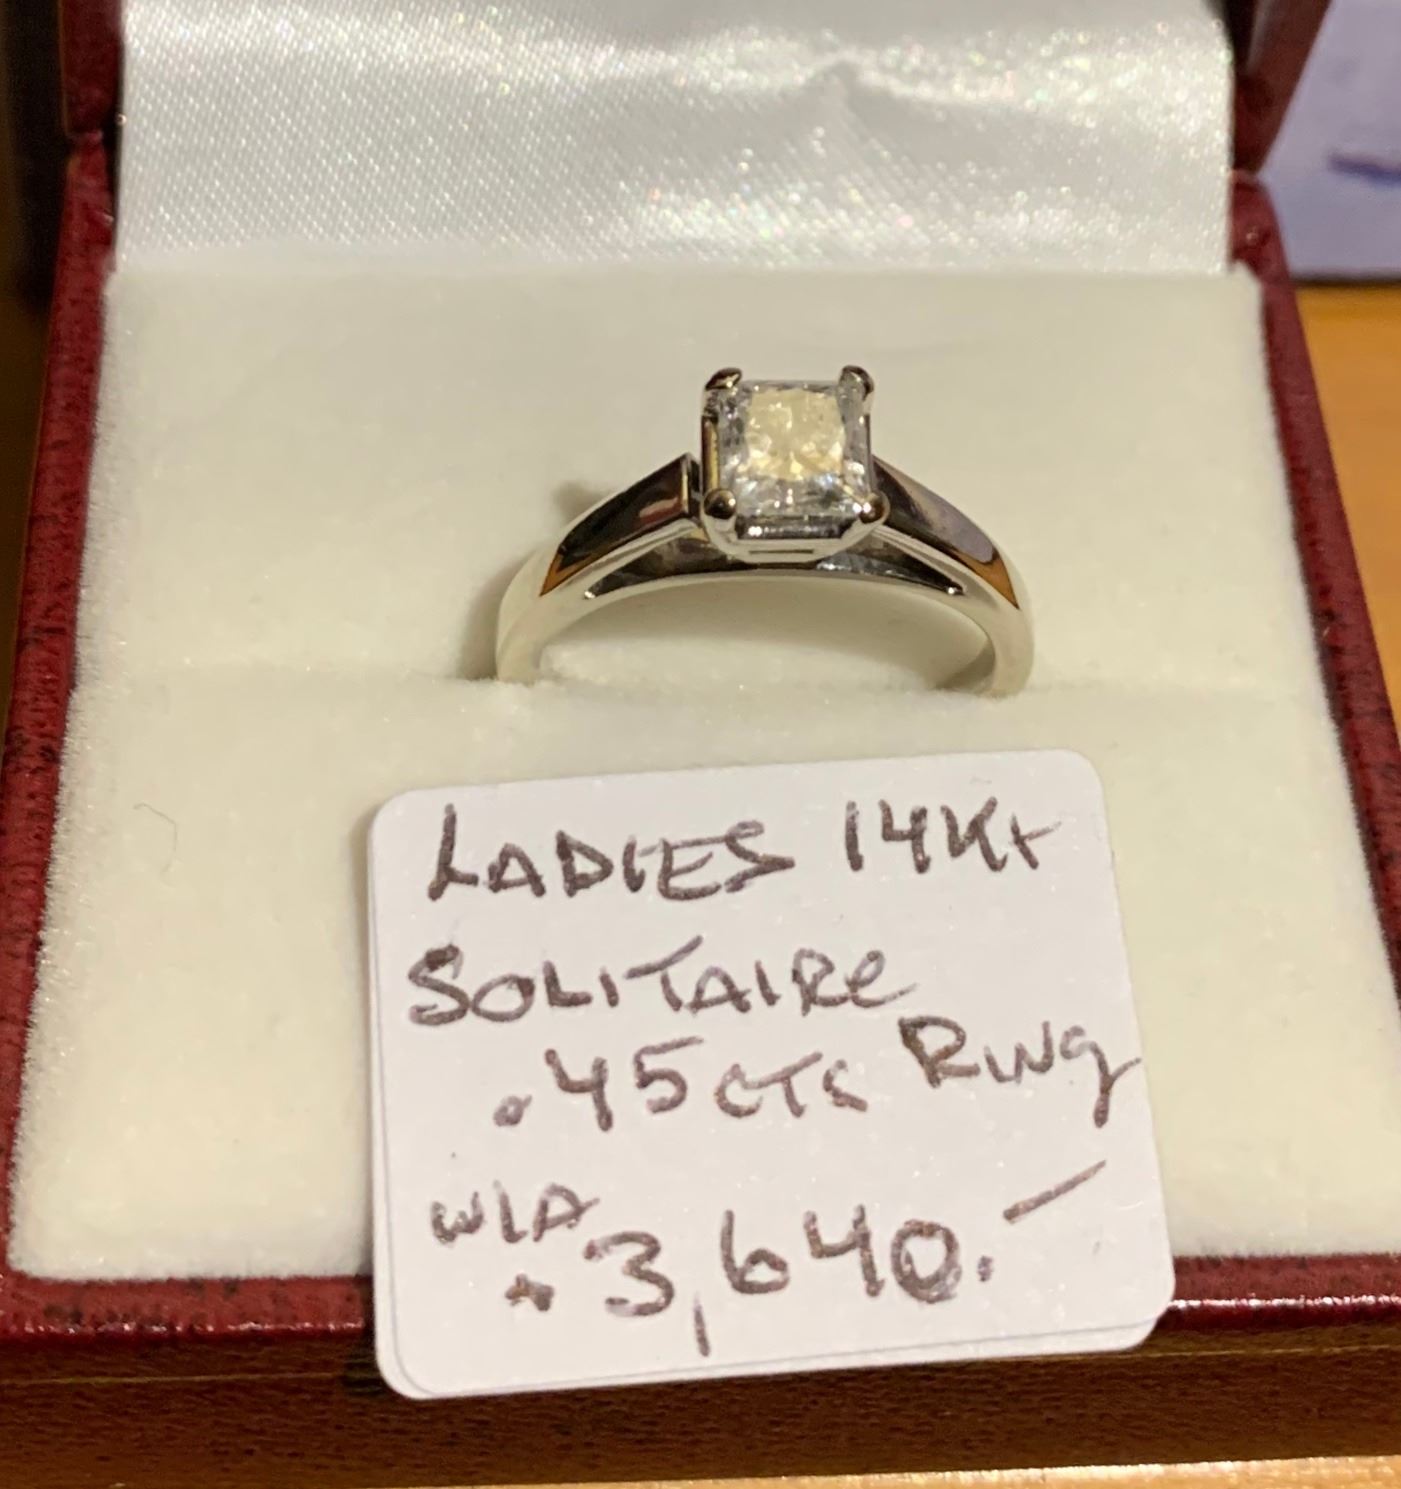 LADIES 14Kt
SOLITAIRE
.45cts Ring
W/A
3,640.-